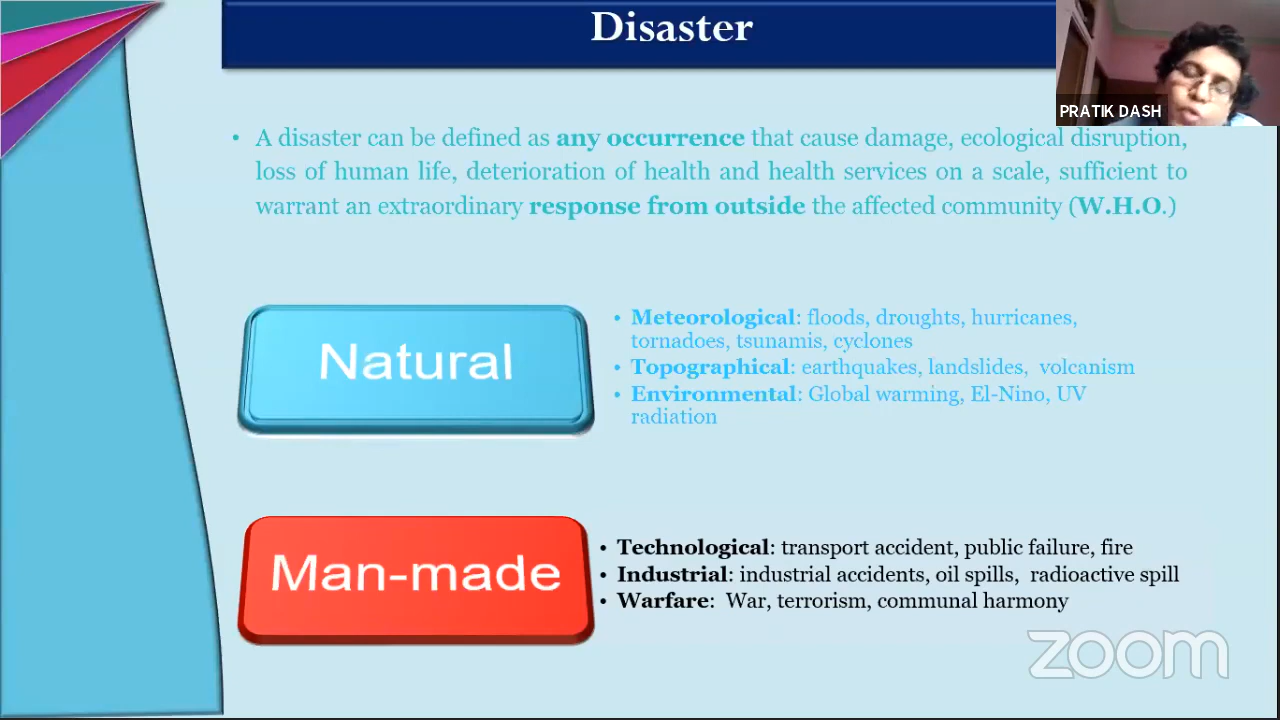 Disaster
PRATIK DASH
• A disaster can be defined as any occurrence that cause damage, ecological disruption,
loss of human life, deterioration of health and health services on a scale, sufficient to
warrant an extraordinary response from outside the affected community (W.H.O.)
Natural
• Meteorological: floods, droughts, hurricanes,
tornadoes, tsunamis, cyclones
• Topographical: earthquakes, landslides, volcanism
• Environmental: Global warming, El-Nino, UV
radiation
Man-made
• Technological: transport accident, public failure, fire
• Industrial: industrial accidents, oil spills, radioactive spill
• Warfare: War, terrorism, communal harmony
zoom